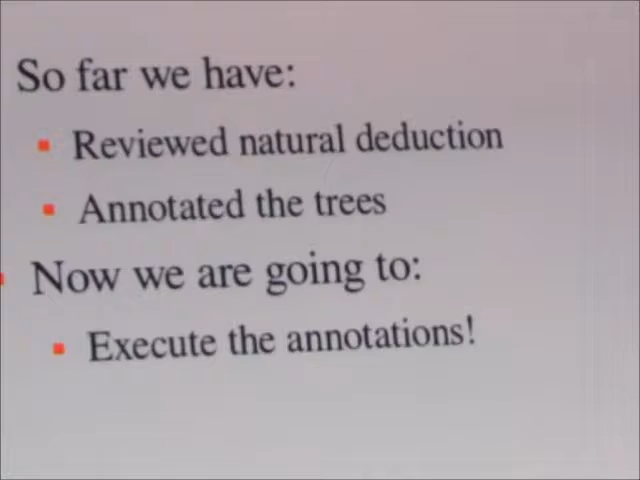 So far we have:
Reviewed natural deduction
Annotated the trees
Now we are going to:
Execute the annotations!